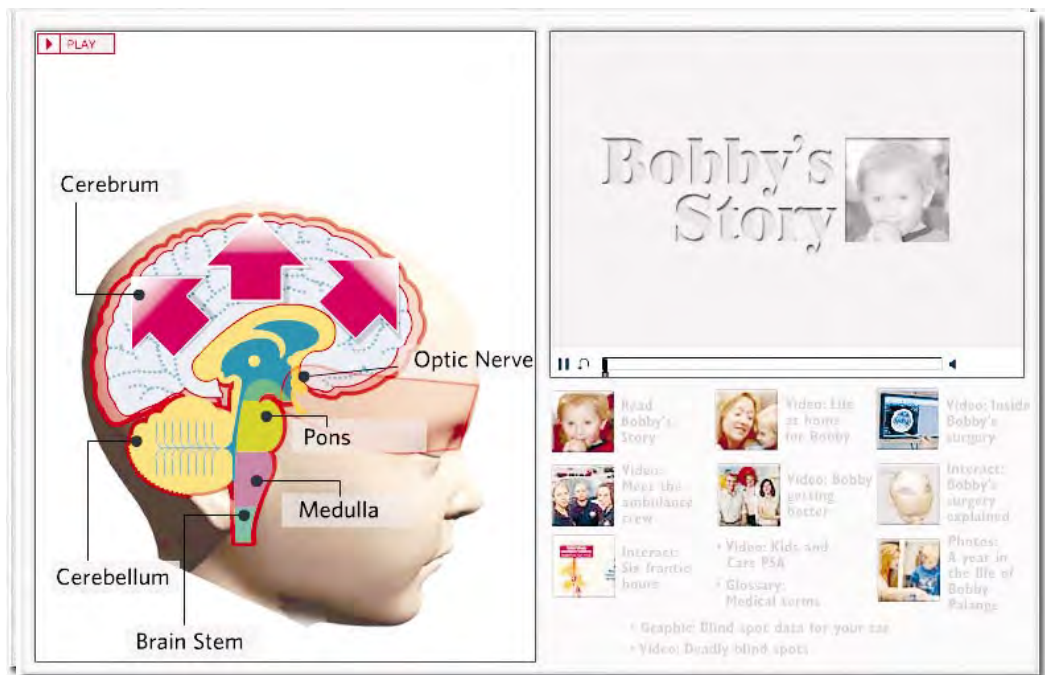 PLAY
Cerebrum
Optic Nerve
Pons
Medulla
Cerebellum
Brain Stem
Bobby's
Story
Read
Bobby's
Story
Video: Life
at home
for Bobby
Video: Inside
Bobby's
surgury
Video:
Meet the
ambulance
crew
Video: Bobby
getting
better
Interact:
Bobby's
surgery
explained
Interact:
Six frantic
hours
• Video: Kids and
Cars PSA
• Glossary:
Medical terms
Photos:
A year in
the life of
Bobby
Palange
• Graphic: Blind spot data for your car
• Video: Deadly blind spots